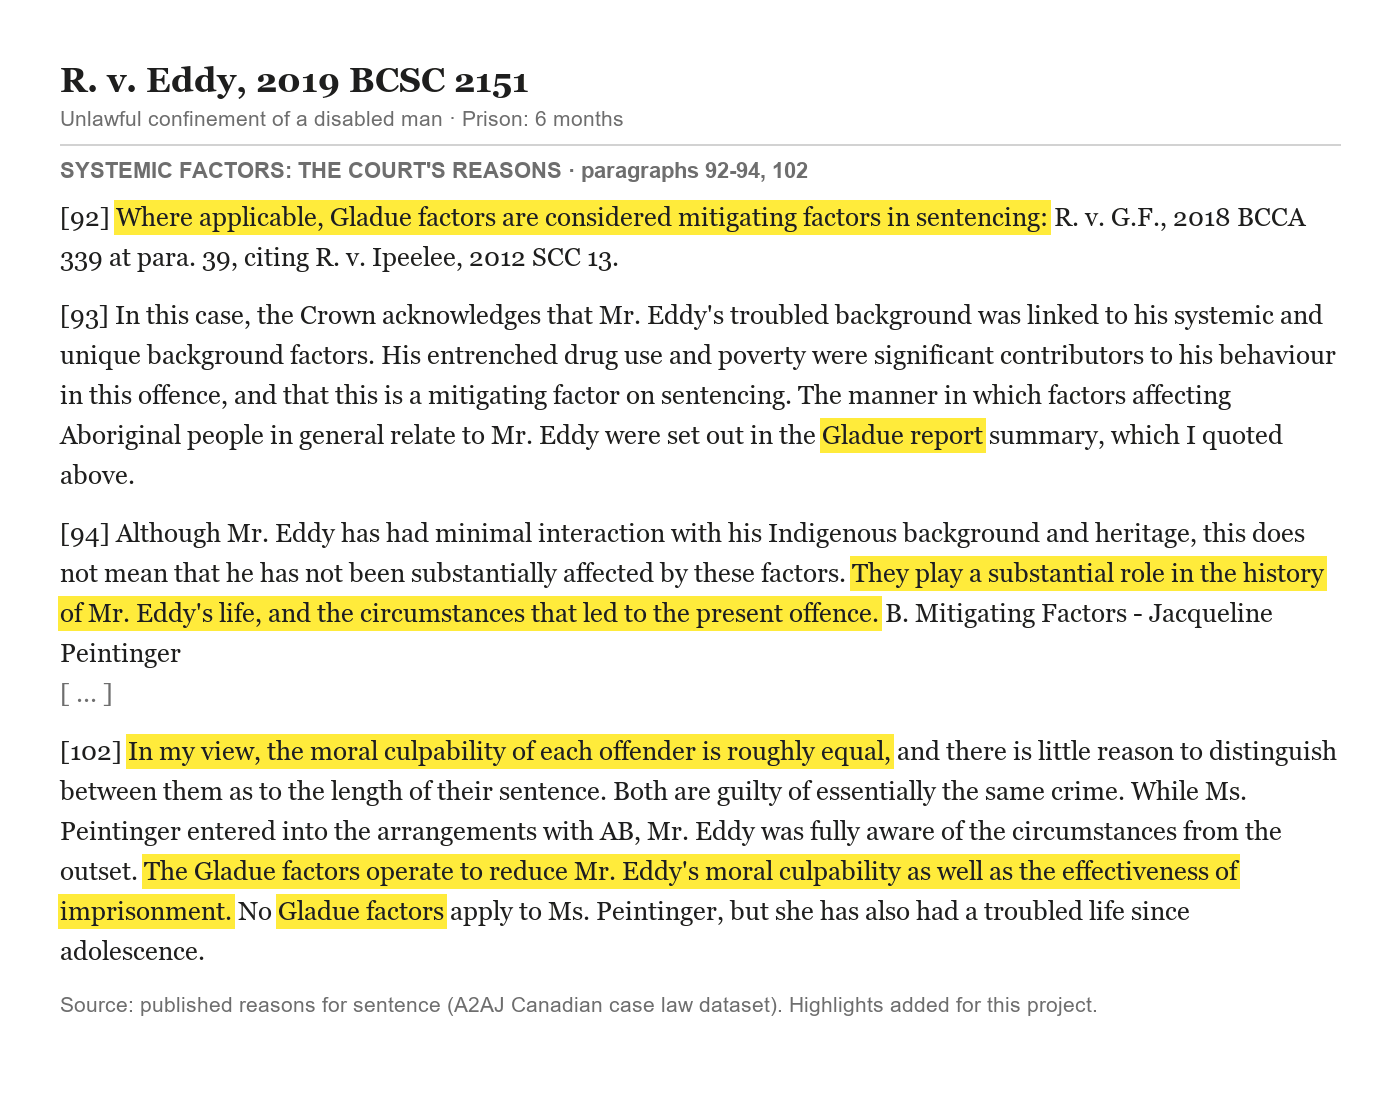 R. v. Eddy, 2019 BCSC 2151
Unlawful confinement of a disabled man · Prison: 6 months
SYSTEMIC FACTORS: THE COURT'S REASONS · paragraphs 92-94, 102
[92] Where applicable, Gladue factors are considered mitigating factors in sentencing: R. v. G.F., 2018 BCCA
339 at para. 39, citing R. v. Ipeelee, 2012 SCC 13.
[93] In this case, the Crown acknowledges that Mr. Eddy's troubled background was linked to his systemic and
unique background factors. His entrenched drug use and poverty were significant contributors to his behaviour
in this offence, and that this is a mitigating factor on sentencing. The manner in which factors affecting
Aboriginal people in general relate to Mr. Eddy were set out in the Gladue report summary, which I quoted
above.
[94] Although Mr. Eddy has had minimal interaction with his Indigenous background and heritage, this does
not mean that he has not been substantially affected by these factors. They play a substantial role in the history
of Mr. Eddy's life, and the circumstances that led to the present offence. B. Mitigating Factors - Jacqueline
Peintinger
[ ... ]
[102] In my view, the moral culpability of each offender is roughly equal, and there is little reason to distinguish
between them as to the length of their sentence. Both are guilty of essentially the same crime. While Ms.
Peintinger entered into the arrangements with AB, Mr. Eddy was fully aware of the circumstances from the
outset. The Gladue factors operate to reduce Mr. Eddy's moral culpability as well as the effectiveness of
imprisonment. No Gladue factors apply to Ms. Peintinger, but she has also had a troubled life since
adolescence.
Source: published reasons for sentence (A2AJ Canadian case law dataset). Highlights added for this project.